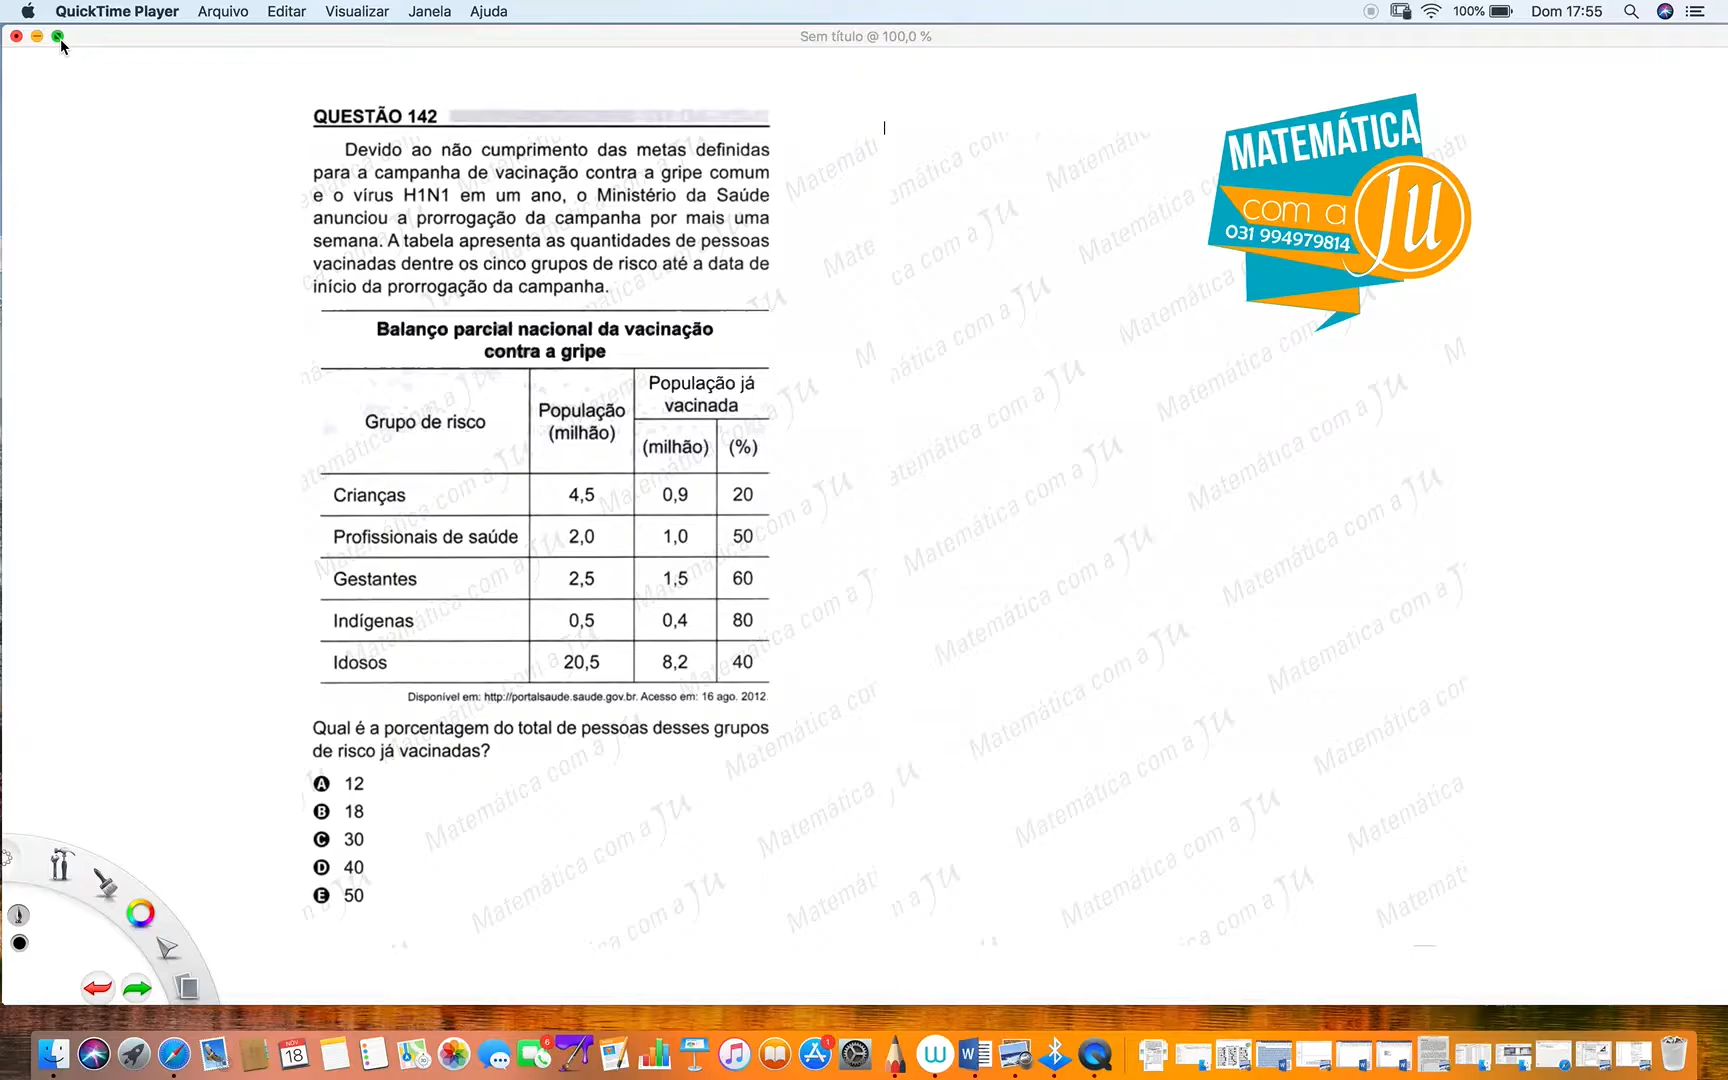 QuickTime Player Arquivo Editar Visualizar Janela Ajuda 100% Dom 17:55
Sem título @ 100,0 %
QUESTÃO 142
Devido ao não cumprimento das metas definidas
para a campanha de vacinação contra a gripe comum
e o vírus H1N1 em um ano, o Ministério da Saúde
anunciou a prorrogação da campanha por mais uma
semana. A tabela apresenta as quantidades de pessoas
vacinadas dentre os cinco grupos de risco até a data de
início da prorrogação da campanha.
Balanço parcial nacional da vacinação
contra a gripe
Grupo de risco
População
(milhão)
População já
vacinada
(milhão) (%)
Crianças 4,5 0,9 20
Profissionais de saúde 2,0 1,0 50
Gestantes 2,5 1,5 60
Indígenas 0,5 0,4 80
Idosos 20,5 8,2 40
Disponível em: http://portalsaude.saude.gov.br. Acesso em: 16 ago. 2012.
Qual é a porcentagem do total de pessoas desses grupos
de risco já vacinadas?
A 12
B 18
C 30
D 40
E 50
MATEMÁTICA
com a Ju
031 994979814
Matemática com a Ju
NOV
18
6
1